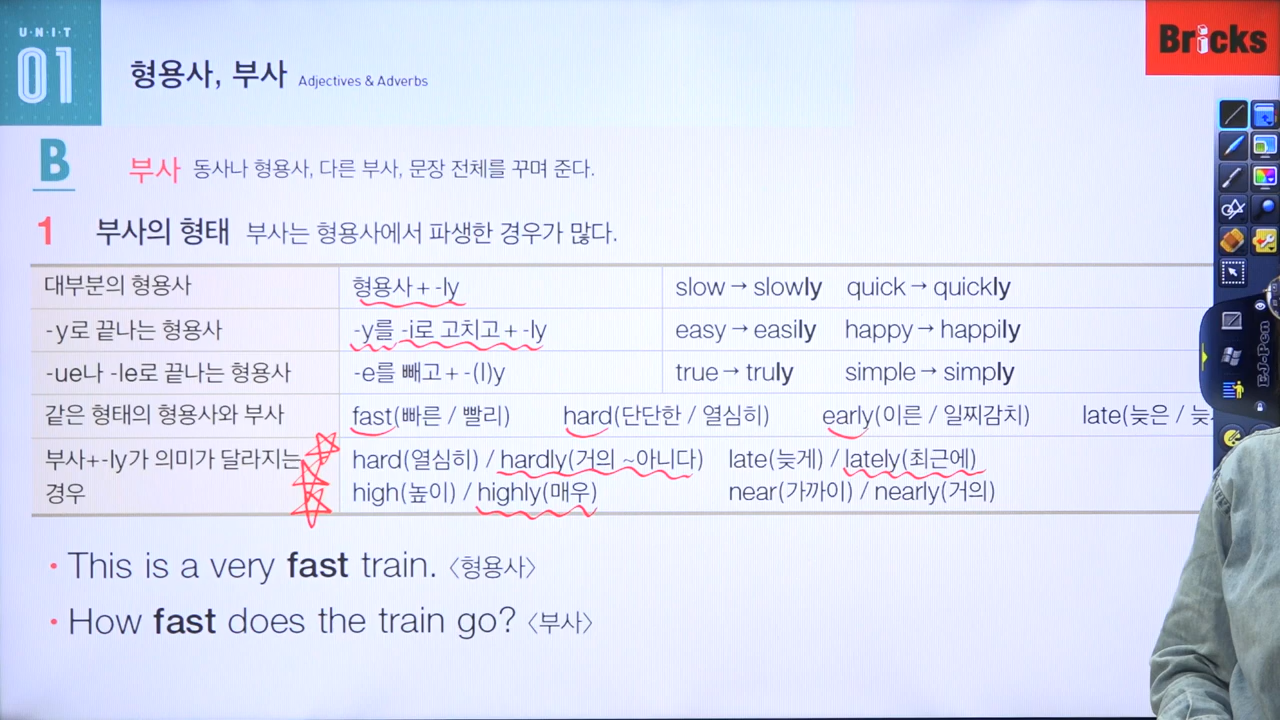 U·N·I·T
01
형용사, 부사 Adjectives & Adverbs
Bricks
B
부사 동사나 형용사, 다른 부사, 문장 전체를 꾸며 준다.
1 부사의 형태 부사는 형용사에서 파생한 경우가 많다.
대부분의 형용사 형용사 + -ly slow → slowly quick → quickly
-y로 끝나는 형용사 -y를 -i로 고치고 + -ly easy → easily happy → happily
-ue나 -le로 끝나는 형용사 -e를 빼고 + -(l)y true → truly simple → simply
같은 형태의 형용사와 부사 fast(빠른 / 빨리) hard(단단한 / 열심히) early(이른 / 일찌감치) late(늦은 /
부사+-ly가 의미가 달라지는 hard(열심히) / hardly(거의 ~아니다) late(늦게) / lately(최근에)
경우 high(높이) / highly(매우) near(가까이) / nearly(거의)
• This is a very fast train. 〈형용사〉
• How fast does the train go? 〈부사〉
EJ-Pen